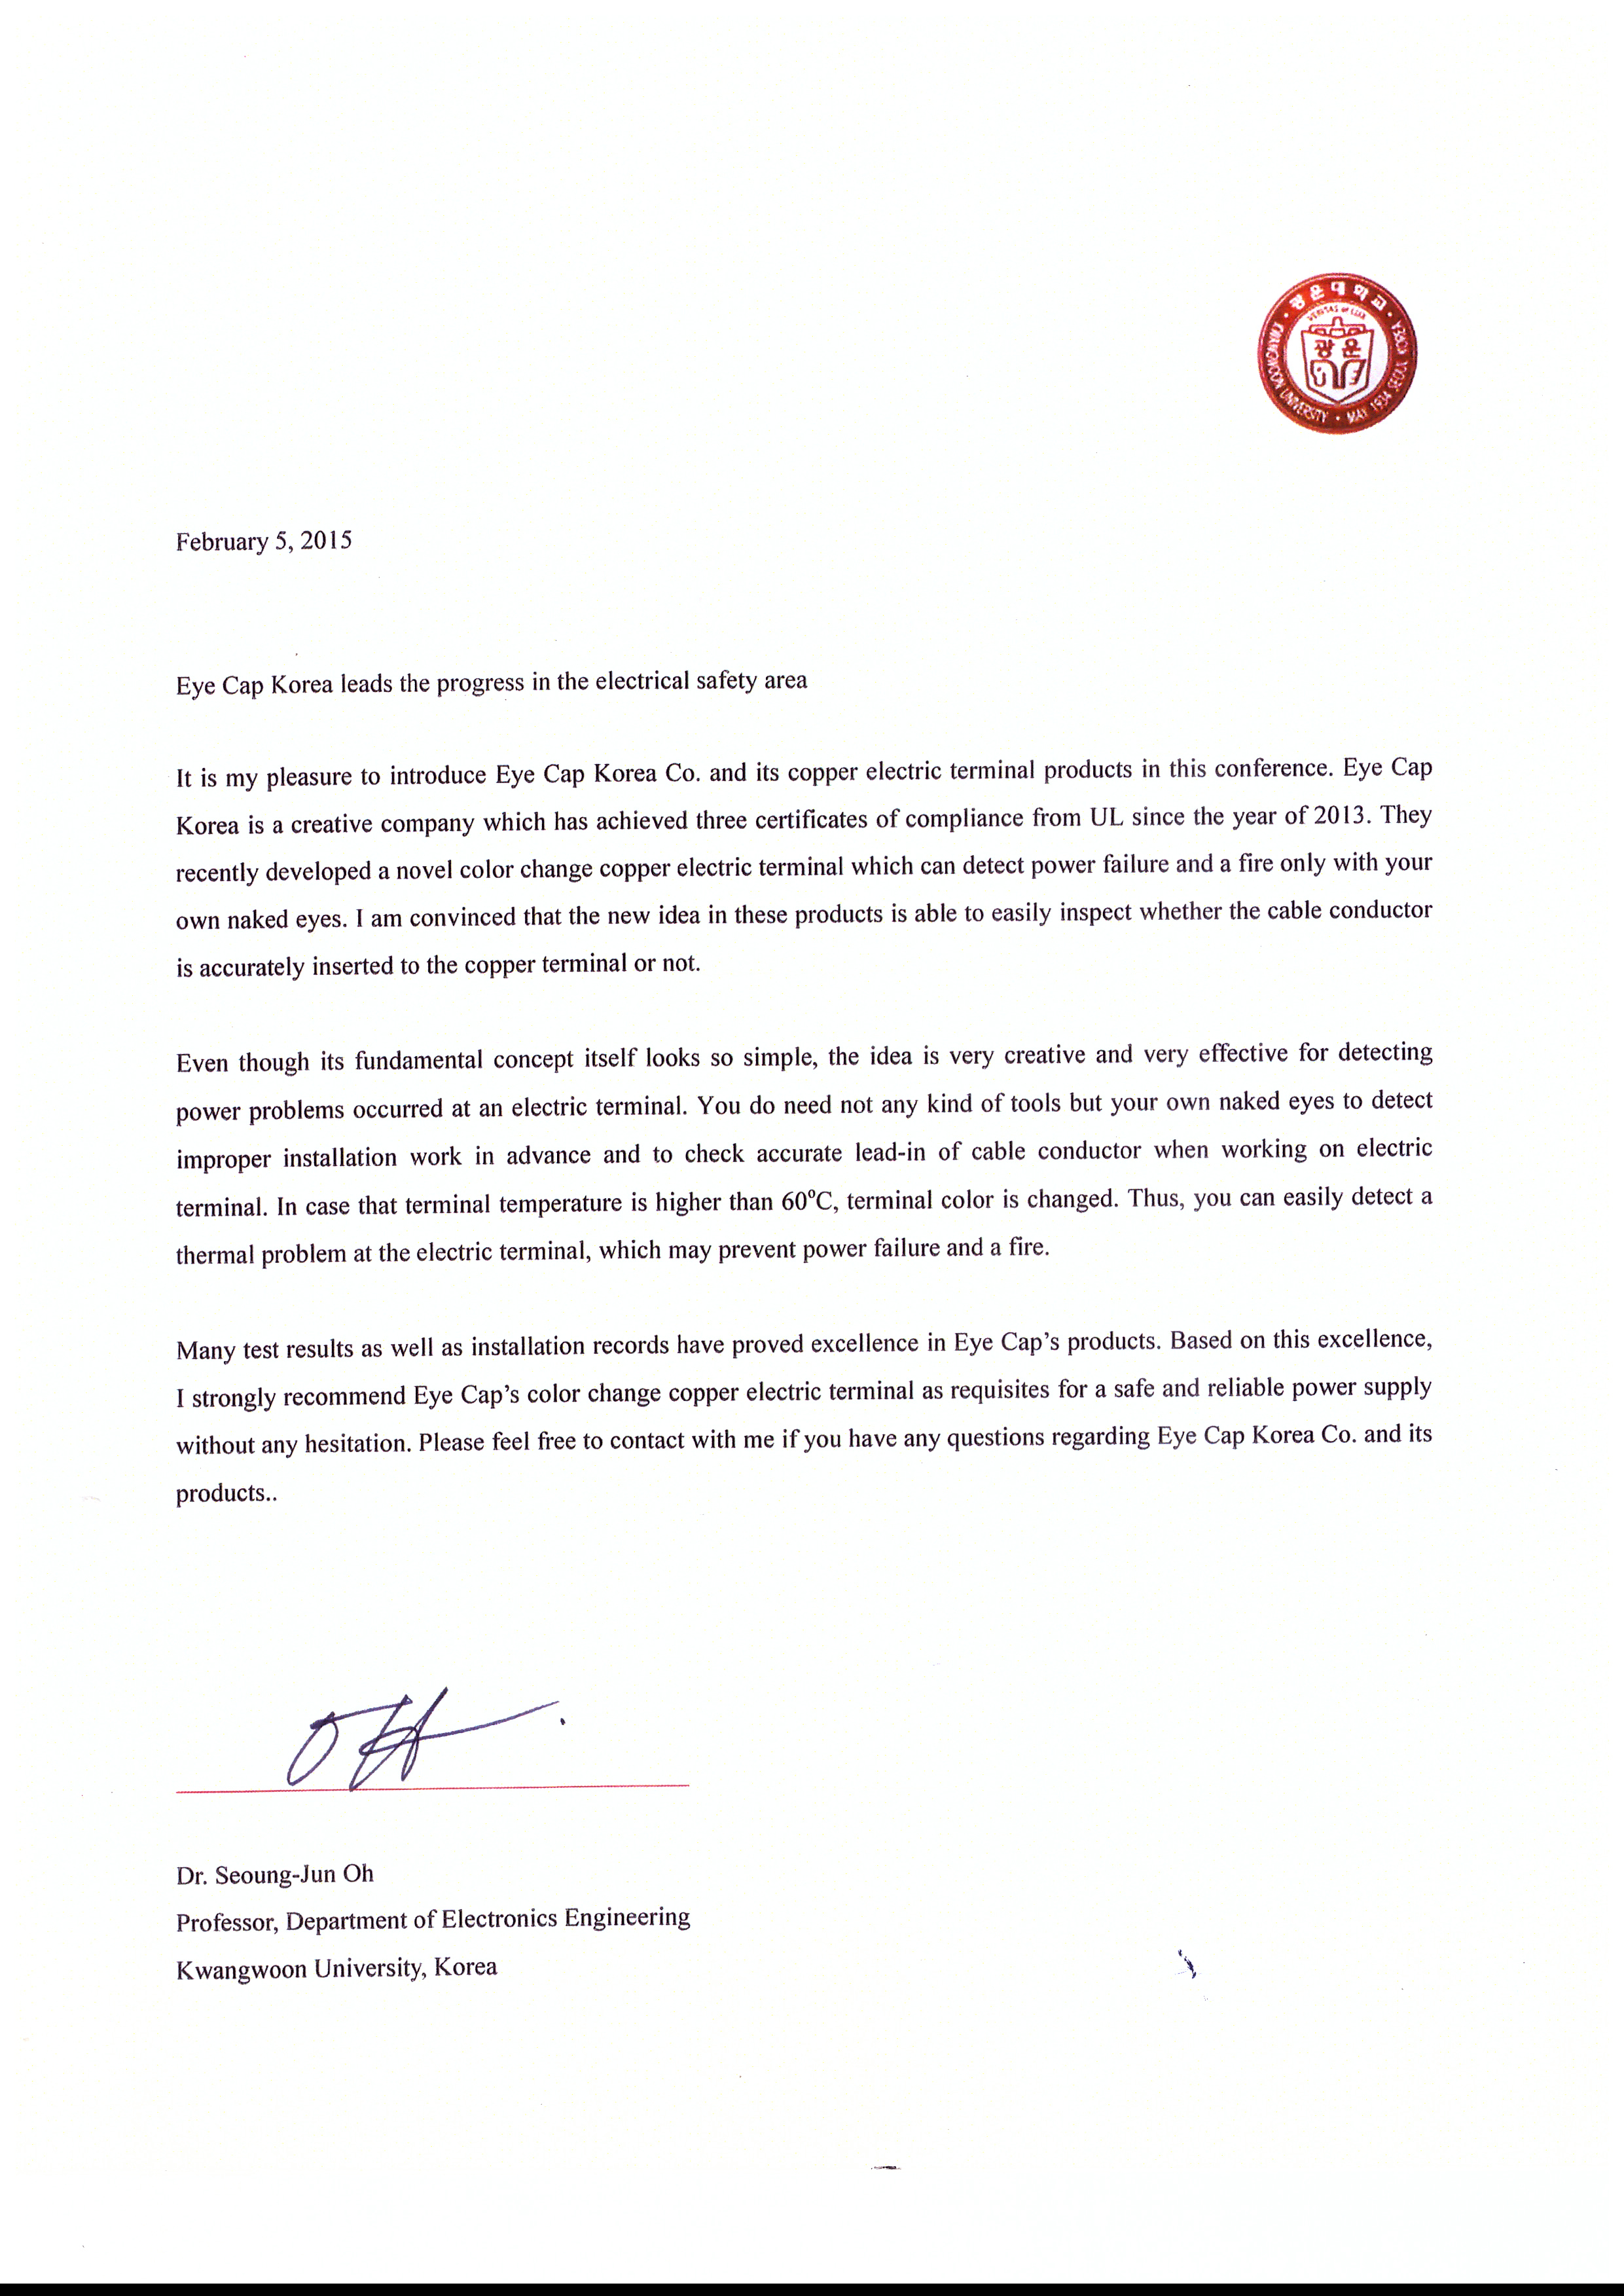 광운대학교
VERITAS et LUX
광운
KWANGWOON UNIVERSITY • MAY 1934 SEOUL KOREA
February 5, 2015
Eye Cap Korea leads the progress in the electrical safety area
It is my pleasure to introduce Eye Cap Korea Co. and its copper electric terminal products in this conference. Eye Cap
Korea is a creative company which has achieved three certificates of compliance from UL since the year of 2013. They
recently developed a novel color change copper electric terminal which can detect power failure and a fire only with your
own naked eyes. I am convinced that the new idea in these products is able to easily inspect whether the cable conductor
is accurately inserted to the copper terminal or not.
Even though its fundamental concept itself looks so simple, the idea is very creative and very effective for detecting
power problems occurred at an electric terminal. You do need not any kind of tools but your own naked eyes to detect
improper installation work in advance and to check accurate lead-in of cable conductor when working on electric
terminal. In case that terminal temperature is higher than 60°C, terminal color is changed. Thus, you can easily detect a
thermal problem at the electric terminal, which may prevent power failure and a fire.
Many test results as well as installation records have proved excellence in Eye Cap’s products. Based on this excellence,
I strongly recommend Eye Cap’s color change copper electric terminal as requisites for a safe and reliable power supply
without any hesitation. Please feel free to contact with me if you have any questions regarding Eye Cap Korea Co. and its
products..
Dr. Seoung-Jun Oh
Professor, Department of Electronics Engineering
Kwangwoon University, Korea